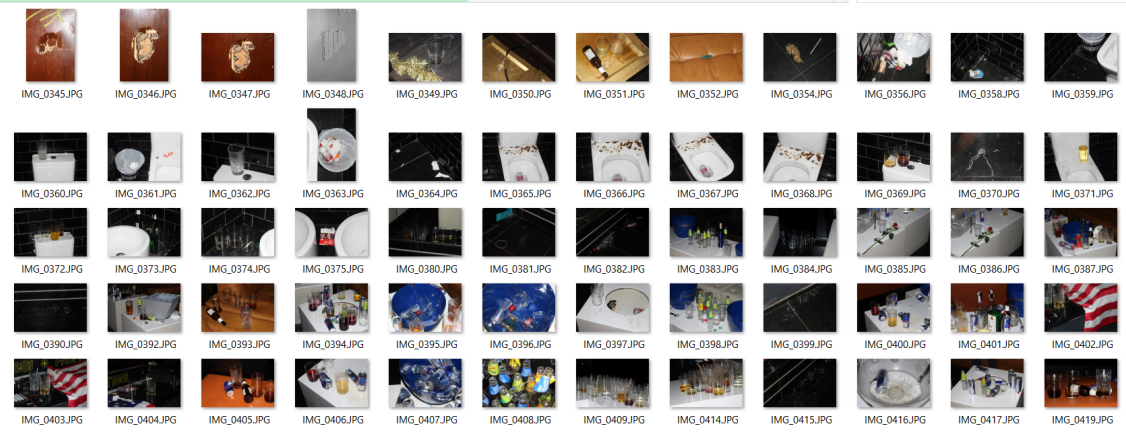 IMG_0345.JPG IMG_0346.JPG IMG_0347.JPG IMG_0348.JPG IMG_0349.JPG IMG_0350.JPG IMG_0351.JPG IMG_0352.JPG IMG_0354.JPG IMG_0356.JPG IMG_0358.JPG IMG_0359.JPG
IMG_0360.JPG IMG_0361.JPG IMG_0362.JPG IMG_0363.JPG IMG_0364.JPG IMG_0365.JPG IMG_0366.JPG IMG_0367.JPG IMG_0368.JPG IMG_0369.JPG IMG_0370.JPG IMG_0371.JPG
IMG_0372.JPG IMG_0373.JPG IMG_0374.JPG IMG_0375.JPG IMG_0380.JPG IMG_0381.JPG IMG_0382.JPG IMG_0383.JPG IMG_0384.JPG IMG_0385.JPG IMG_0386.JPG IMG_0387.JPG
IMG_0390.JPG IMG_0392.JPG IMG_0393.JPG IMG_0394.JPG IMG_0395.JPG IMG_0396.JPG IMG_0397.JPG IMG_0398.JPG IMG_0399.JPG IMG_0400.JPG IMG_0401.JPG IMG_0402.JPG
IMG_0403.JPG IMG_0404.JPG IMG_0405.JPG IMG_0406.JPG IMG_0407.JPG IMG_0408.JPG IMG_0409.JPG IMG_0414.JPG IMG_0415.JPG IMG_0416.JPG IMG_0417.JPG IMG_0419.JPG